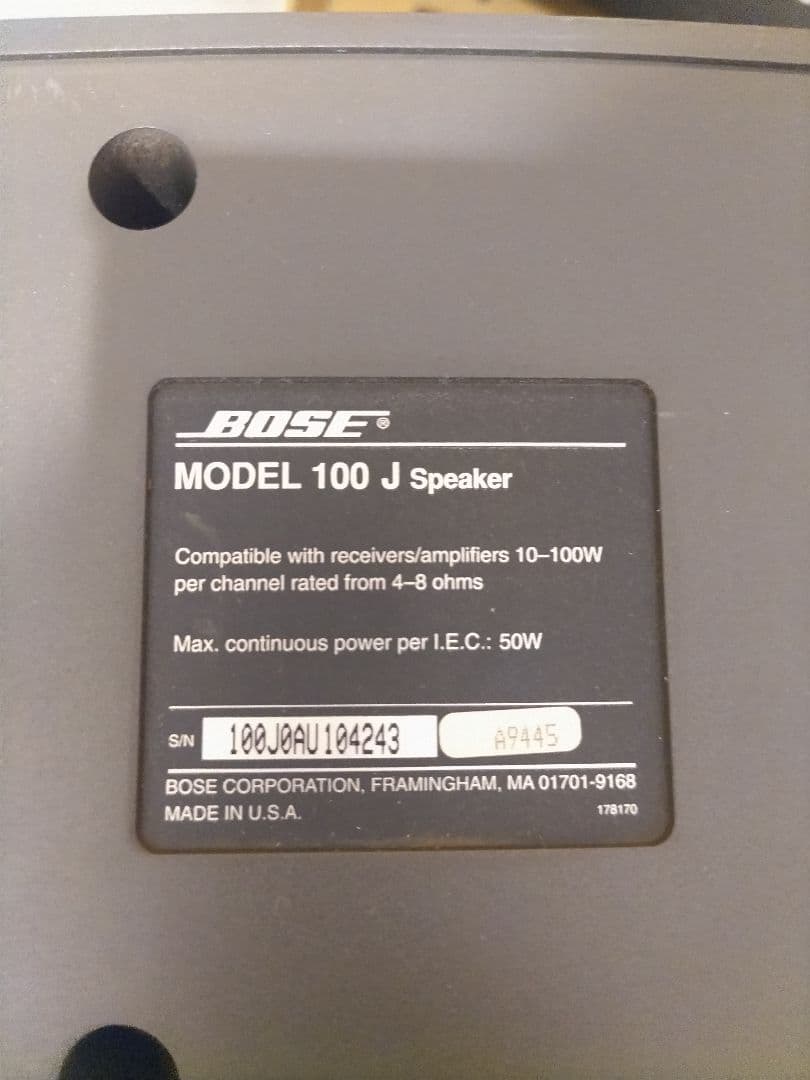 BOSE®
MODEL 100 J Speaker
Compatible with receivers/amplifiers 10–100W
per channel rated from 4–8 ohms
Max. continuous power per I.E.C.: 50W
S/N 100J0AU104243 A9445
BOSE CORPORATION, FRAMINGHAM, MA 01701-9168
MADE IN U.S.A. 178170